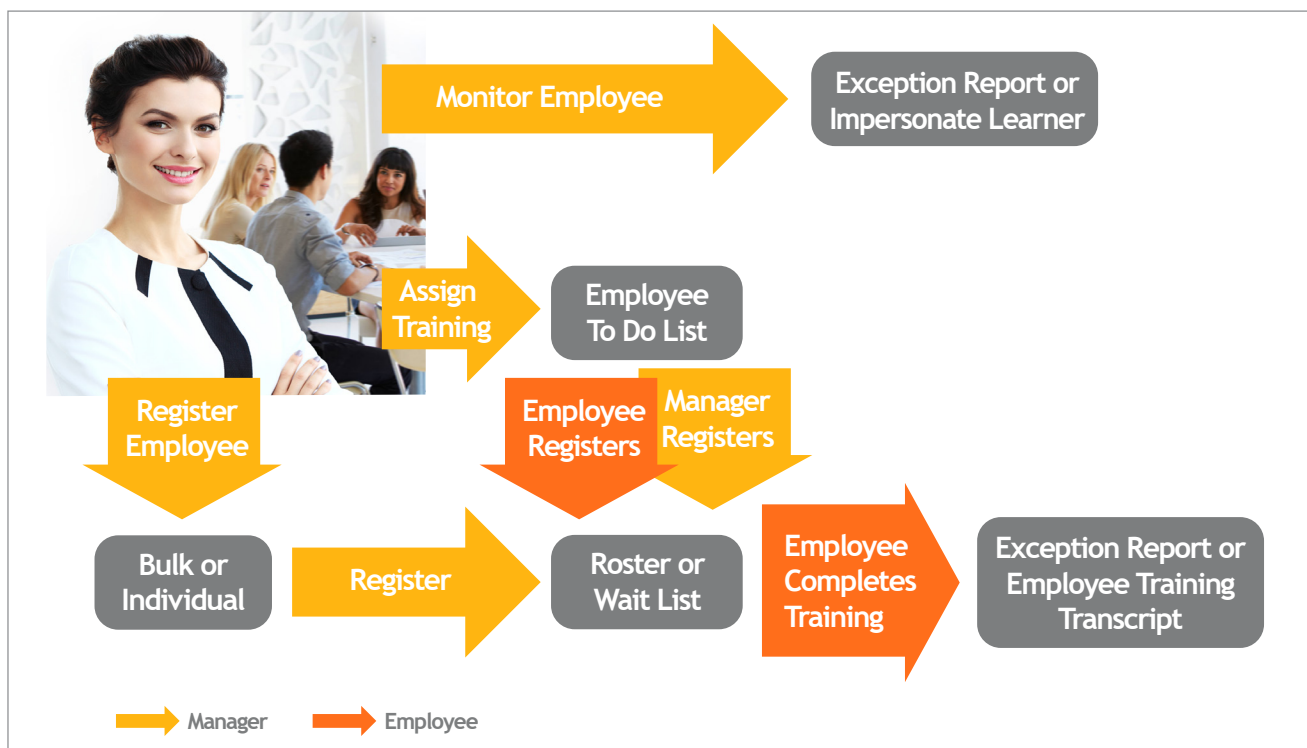 Monitor Employee
Exception Report or
Impersonate Learner
Assign
Training
Employee
To Do List
Register
Employee
Employee
Registers
Manager
Registers
Bulk or
Individual
Register
Roster or
Wait List
Employee
Completes
Training
Exception Report or
Employee Training
Transcript
Manager
Employee